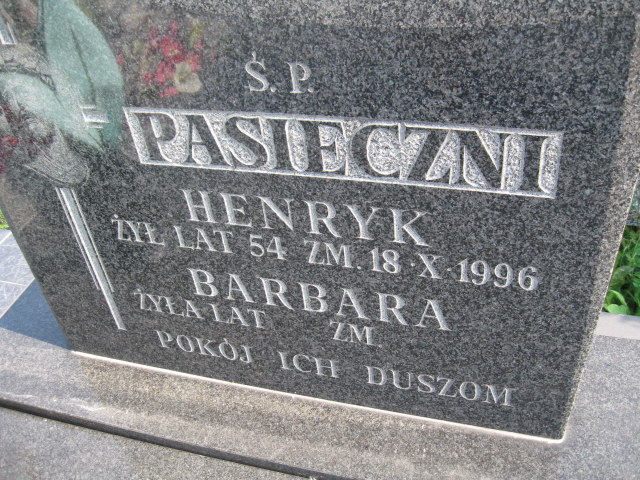 Ś. P.
PASIECZNI
HENRYK
ŻYŁ LAT 54 ZM. 18·X·1996
BARBARA
ŻYŁA LAT ZM.
POKÓJ ICH DUSZOM